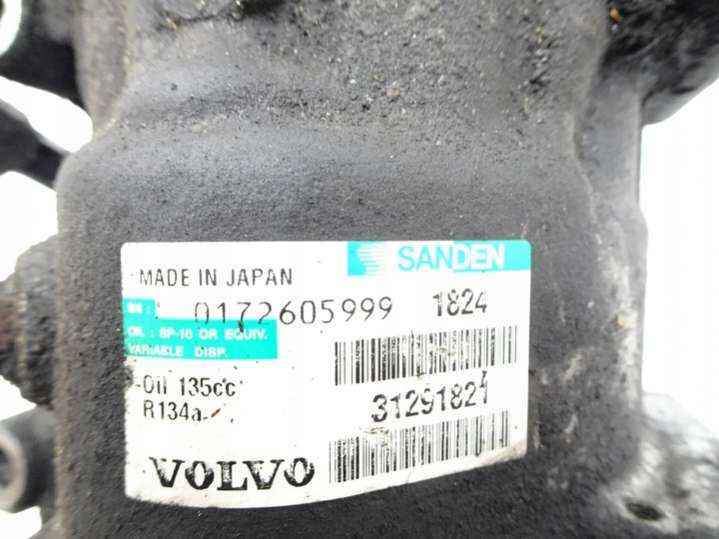 SANDEN
MADE IN JAPAN
0172605999 1824
OIL : SP-10 OR EQUIV.
VARIABLE DISP.
Oil 135cc
R134a
31291821
VOLVO